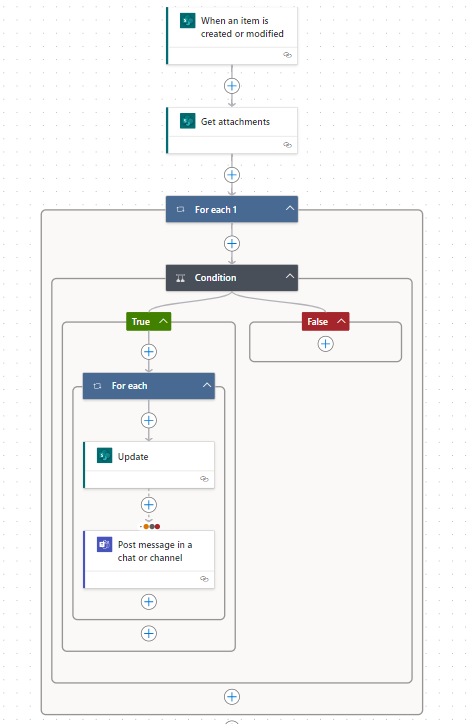 When an item is
created or modified
Get attachments
For each 1
Condition
True
False
For each
Update
Post message in a
chat or channel